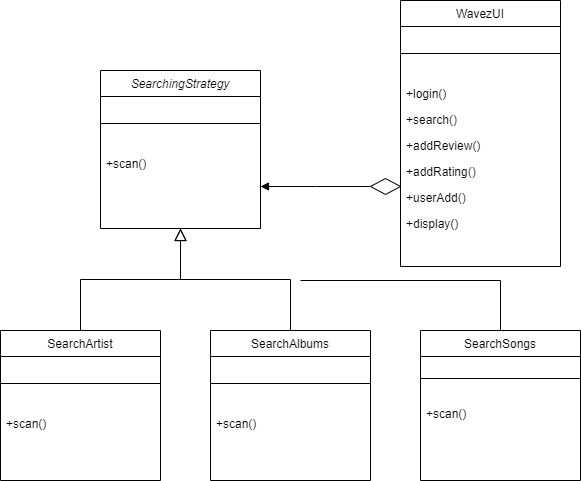 WavezUI
+login()
+search()
+addReview()
+addRating()
+userAdd()
+display()
SearchingStrategy
+scan()
SearchArtist
+scan()
SearchAlbums
+scan()
SearchSongs
+scan()